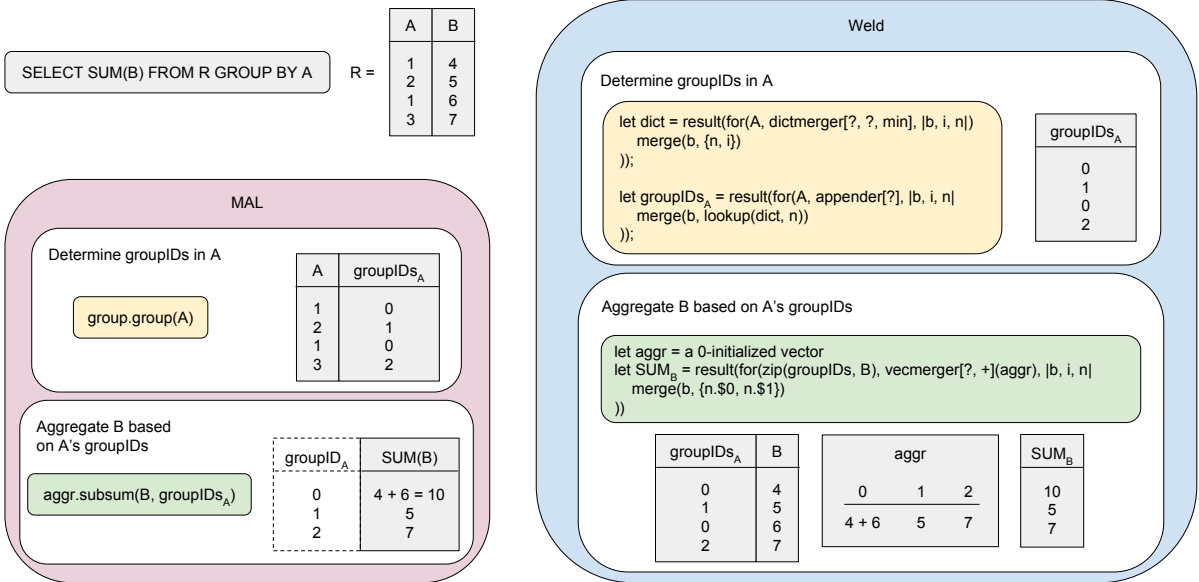 SELECT SUM(B) FROM R GROUP BY A
R =
A B
1 4
2 5
1 6
3 7
MAL
Determine groupIDs in A
group.group(A)
A groupIDsA
1 0
2 1
1 0
3 2
Aggregate B based
on A's groupIDs
aggr.subsum(B, groupIDsA)
groupIDA SUM(B)
0 4 + 6 = 10
1 5
2 7
Weld
Determine groupIDs in A
let dict = result(for(A, dictmerger[?, ?, min], |b, i, n|)
merge(b, {n, i})
));
let groupIDsA = result(for(A, appender[?], |b, i, n|
merge(b, lookup(dict, n))
));
groupIDsA
0
1
0
2
Aggregate B based on A's groupIDs
let aggr = a 0-initialized vector
let SUMB = result(for(zip(groupIDs, B), vecmerger[?, +](aggr), |b, i, n|
merge(b, {n.$0, n.$1})
))
groupIDsA B
0 4
1 5
0 6
2 7
aggr
0 1 2
4 + 6 5 7
SUMB
10
5
7